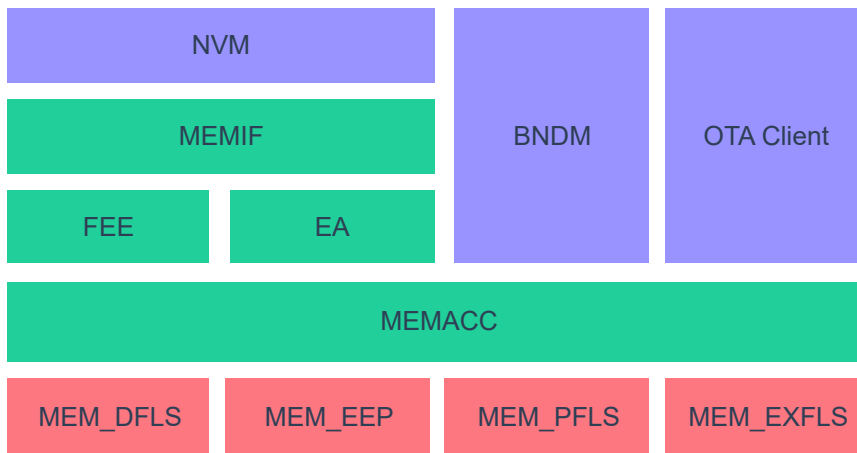 NVM
BNDM
OTA Client
MEMIF
FEE
EA
MEMACC
MEM_DFLS
MEM_EEP
MEM_PFLS
MEM_EXFLS